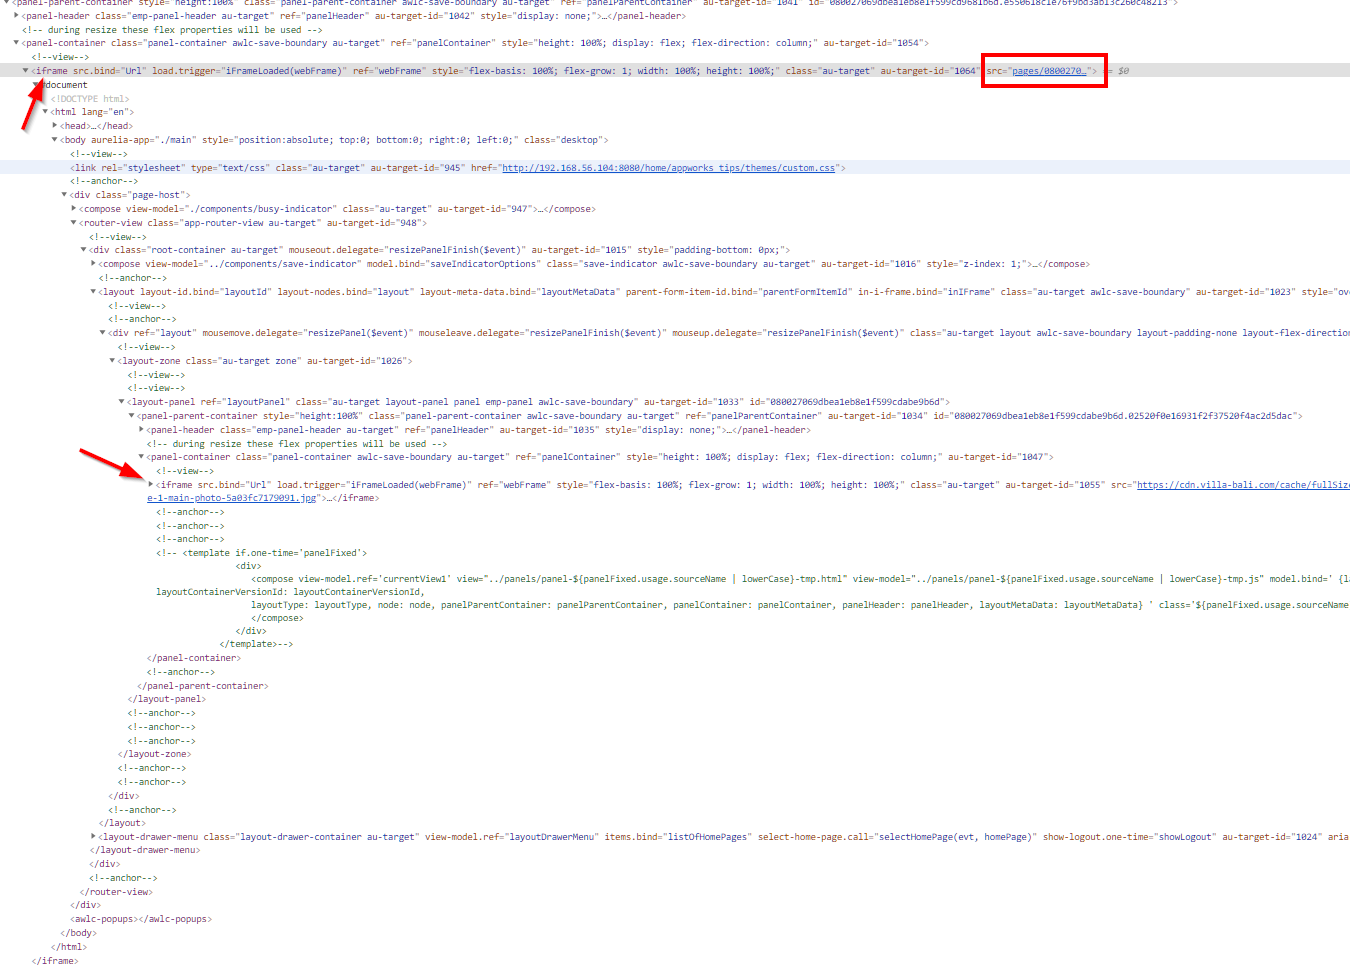 <panel-parent-container style="height:100%" class="panel-parent-container awlc-save-boundary au-target" ref="panelParentContainer" au-target-id="1041"
<panel-header class="emp-panel-header au-target" ref="panelHeader" au-target-id="1042" style="display: none;">…</panel-header>
<!-- during resize these flex properties will be used -->
<panel-container class="panel-container awlc-save-boundary au-target" ref="panelContainer" style="height: 100%; display: flex; flex-direction: column;" au-target-id="1054">
<!--view-->
<iframe src.bind="Url" load.trigger="iFrameLoaded(webFrame)" ref="webFrame" style="flex-basis: 100%; flex-grow: 1; width: 100%; height: 100%;" class="au-target" au-target-id="1064" src="pages/0800270…"> == $0
#document
<!DOCTYPE html>
<html lang="en">
<head>…</head>
<body aurelia-app="./main" style="position:absolute; top:0; bottom:0; right:0; left:0;" class="desktop">
<!--view-->
<link rel="stylesheet" type="text/css" class="au-target" au-target-id="945" href="http://192.168.56.104:8080/home/appworks_tips/themes/custom.css">
<!--anchor-->
<div class="page-host">
<compose view-model="./components/busy-indicator" class="au-target" au-target-id="947">…</compose>
<router-view class="app-router-view au-target" au-target-id="948">
<!--view-->
<div class="root-container au-target" mouseout.delegate="resizePanelFinish($event)" au-target-id="1015" style="padding-bottom: 0px;">
<compose view-model="../components/save-indicator" model.bind="saveIndicatorOptions" class="save-indicator awlc-save-boundary au-target" au-target-id="1016" style="z-index: 1;">…</compose>
<!--anchor-->
<layout layout-id.bind="layoutId" layout-nodes.bind="layout" layout-meta-data.bind="layoutMetaData" parent-form-item-id.bind="parentFormItemId" in-i-frame.bind="inIFrame" class="au-target awlc-save-boundary" au-target-id="1023" style="ove
<!--view-->
<!--anchor-->
<div ref="layout" mousemove.delegate="resizePanel($event)" mouseleave.delegate="resizePanelFinish($event)" mouseup.delegate="resizePanelFinish($event)" class="au-target layout awlc-save-boundary layout-padding-none layout-flex-direction
<!--view-->
<layout-zone class="au-target zone" au-target-id="1026">
<!--view-->
<!--view-->
<layout-panel ref="layoutPanel" class="au-target layout-panel panel emp-panel awlc-save-boundary" au-target-id="1033" id="080027069dbea1eb8e1f599cdabe9b6d">
<panel-parent-container style="height:100%" class="panel-parent-container awlc-save-boundary au-target" ref="panelParentContainer" au-target-id="1034" id="080027069dbea1eb8e1f599cdabe9b6d.02520f0e16931f2f37520f4ac2d5dac">
<panel-header class="emp-panel-header au-target" ref="panelHeader" au-target-id="1035" style="display: none;">…</panel-header>
<!-- during resize these flex properties will be used -->
<panel-container class="panel-container awlc-save-boundary au-target" ref="panelContainer" style="height: 100%; display: flex; flex-direction: column;" au-target-id="1047">
<!--view-->
<iframe src.bind="Url" load.trigger="iFrameLoaded(webFrame)" ref="webFrame" style="flex-basis: 100%; flex-grow: 1; width: 100%; height: 100%;" class="au-target" au-target-id="1055" src="https://cdn.villa-bali.com/cache/fullSize
e-1-main-photo-5a03fc7179091.jpg">…</iframe>
<!--anchor-->
<!--anchor-->
<!--anchor-->
<!-- <template if.one-time='panelFixed'>
<div>
<compose view-model.ref='currentView1' view="../panels/panel-${panelFixed.usage.sourceName | lowerCase}-tmp.html" view-model="../panels/panel-${panelFixed.usage.sourceName | lowerCase}-tmp.js" model.bind=' {la
layoutContainerVersionId: layoutContainerVersionId,
layoutType: layoutType, node: node, panelParentContainer: panelParentContainer, panelContainer: panelContainer, panelHeader: panelHeader, layoutMetaData: layoutMetaData} ' class='${panelFixed.usage.sourceName
</compose>
</div>
</template>-->
</panel-container>
<!--anchor-->
</panel-parent-container>
</layout-panel>
<!--anchor-->
<!--anchor-->
<!--anchor-->
</layout-zone>
<!--anchor-->
<!--anchor-->
</div>
<!--anchor-->
</layout>
<layout-drawer-menu class="layout-drawer-container au-target" view-model.ref="layoutDrawerMenu" items.bind="listOfHomePages" select-home-page.call="selectHomePage(evt, homePage)" show-logout.one-time="showLogout" au-target-id="1024" aria
</layout-drawer-menu>
</div>
<!--anchor-->
</router-view>
</div>
<awlc-popups></awlc-popups>
</body>
</html>
</iframe>